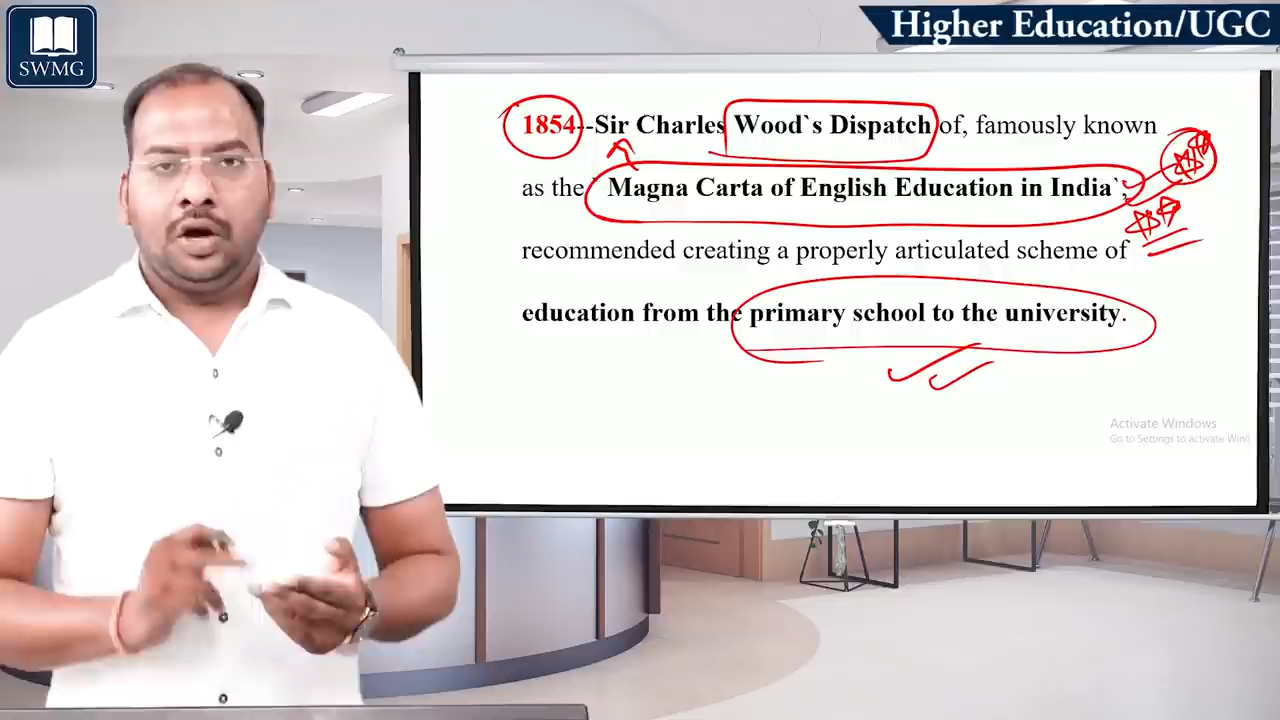 SWMG
Higher Education/UGC
1854--Sir Charles Wood`s Dispatch of, famously known
as the ` Magna Carta of English Education in India`,
recommended creating a properly articulated scheme of
education from the primary school to the university.
Activate Windows
Go to Settings to activate Wind